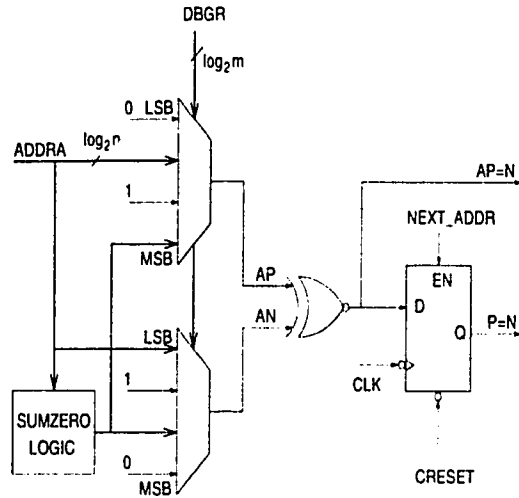 DBGR
log2m
0 LSB
log2n
ADDRA
AP=N
1
NEXT_ADDR
MSB
EN
AP
D
AN
LSB
Q
P=N
1
CLK
SUMZERO
LOGIC
0
MSB
CRESET